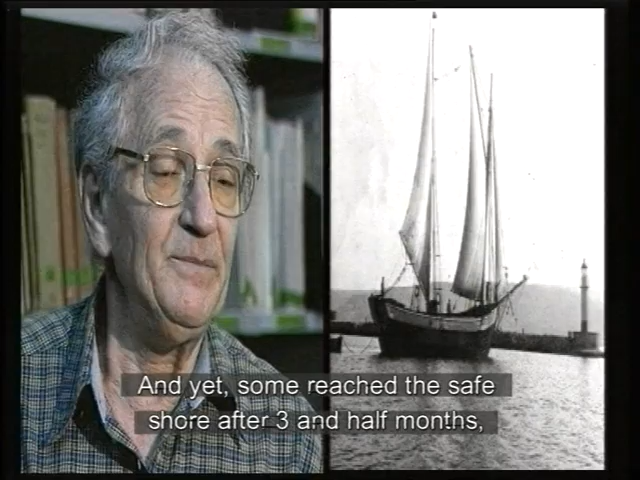 And yet, some reached the safe
shore after 3 and half months,